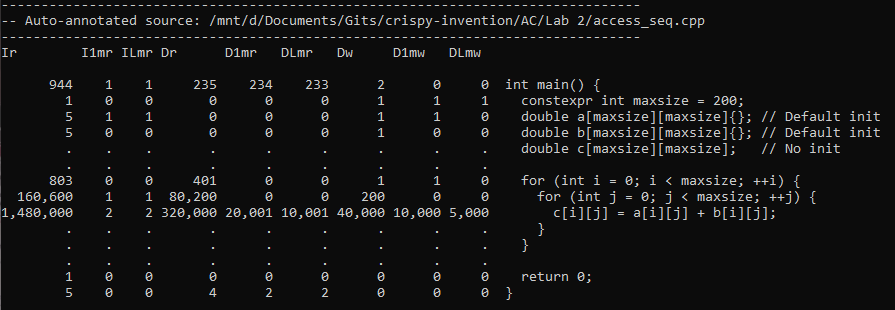 --------------------------------------------------------------------------------
-- Auto-annotated source: /mnt/d/Documents/Gits/crispy-invention/AC/Lab 2/access_seq.cpp
--------------------------------------------------------------------------------
Ir I1mr ILmr Dr D1mr DLmr Dw D1mw DLmw
944 1 1 235 234 233 2 0 0 int main() {
1 0 0 0 0 0 1 1 1 constexpr int maxsize = 200;
5 1 1 0 0 0 1 1 0 double a[maxsize][maxsize]{}; // Default init
5 0 0 0 0 0 1 0 0 double b[maxsize][maxsize]{}; // Default init
. . . . . . . . . double c[maxsize][maxsize]; // No init
803 0 0 401 0 0 1 1 0 for (int i = 0; i < maxsize; ++i) {
160,600 1 1 80,200 0 0 200 0 0 for (int j = 0; j < maxsize; ++j) {
1,480,000 2 2 320,000 20,001 10,001 40,000 10,000 5,000 c[i][j] = a[i][j] + b[i][j];
. . . . . . . . . }
. . . . . . . . . }
. . . . . . . . .
1 0 0 0 0 0 0 0 0 return 0;
5 0 0 4 2 2 0 0 0 }